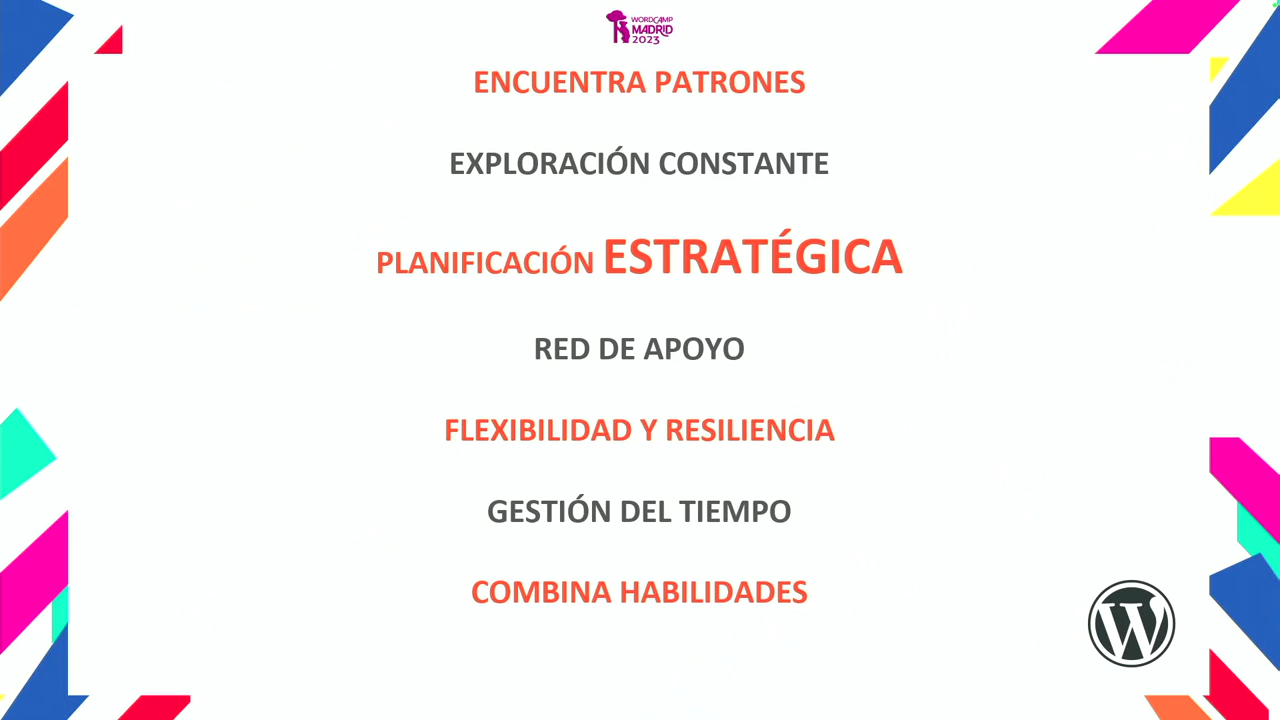 WORDCAMP
MADRID
2023
ENCUENTRA PATRONES
EXPLORACIÓN CONSTANTE
PLANIFICACIÓN ESTRATÉGICA
RED DE APOYO
FLEXIBILIDAD Y RESILIENCIA
GESTIÓN DEL TIEMPO
COMBINA HABILIDADES